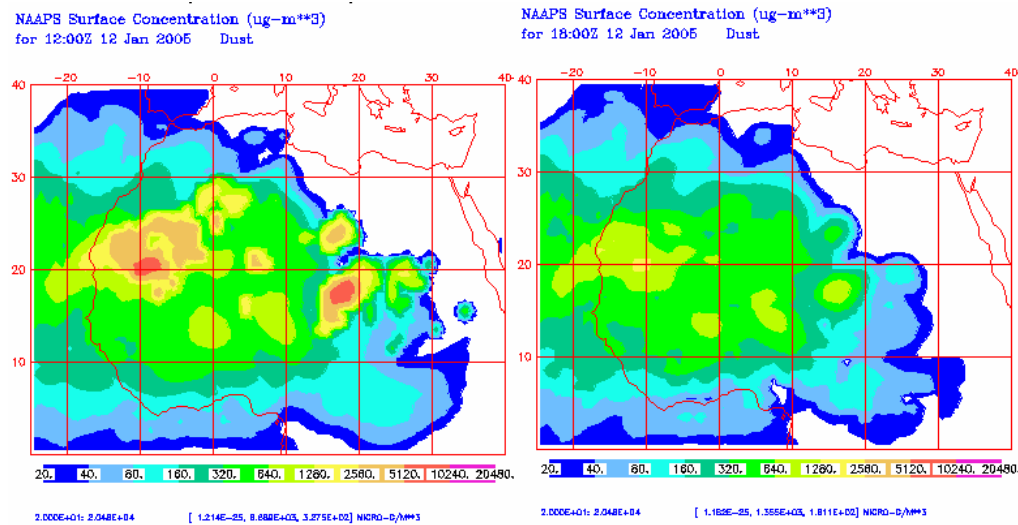 NAAPS Surface Concentration (ug-m**3)
for 12:00Z 12 Jan 2005 Dust
-20 -10 0 10 20 30 40
40
30
20
10
20. 40. 80. 160. 320. 640. 1280. 2560. 5120. 10240. 20480.
2.000E+01: 2.048E+04 [ 1.214E-25, 8.689E+03, 3.275E+02] MICRO-G/M**3
NAAPS Surface Concentration (ug-m**3)
for 18:00Z 12 Jan 2005 Dust
-20 -10 0 10 20 30 40
40
30
20
10
20. 40. 80. 160. 320. 640. 1280. 2560. 5120. 10240. 20480.
2.000E+01: 2.048E+04 [ 1.182E-25, 1.355E+03, 1.811E+02] MICRO-G/M**3